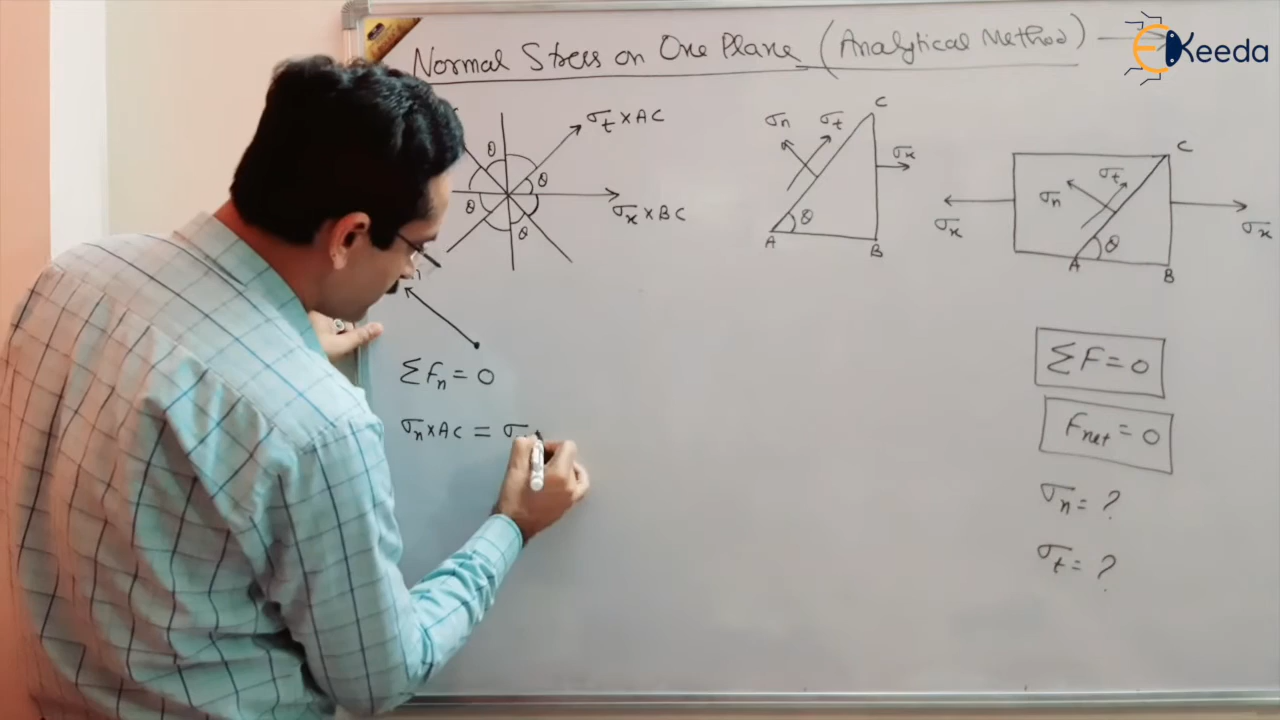 Normal Stress on One Plane (Analytical Method)
EKeeda
θ
σt × AC
θ
σx × BC
θ
θ
ΣFn = 0
σn × AC = σ
σn
σt
C
σx
θ
A
B
C
σn
σt
σx
σx
θ
A
B
ΣF = 0
Fnet = 0
σn = ?
σt = ?